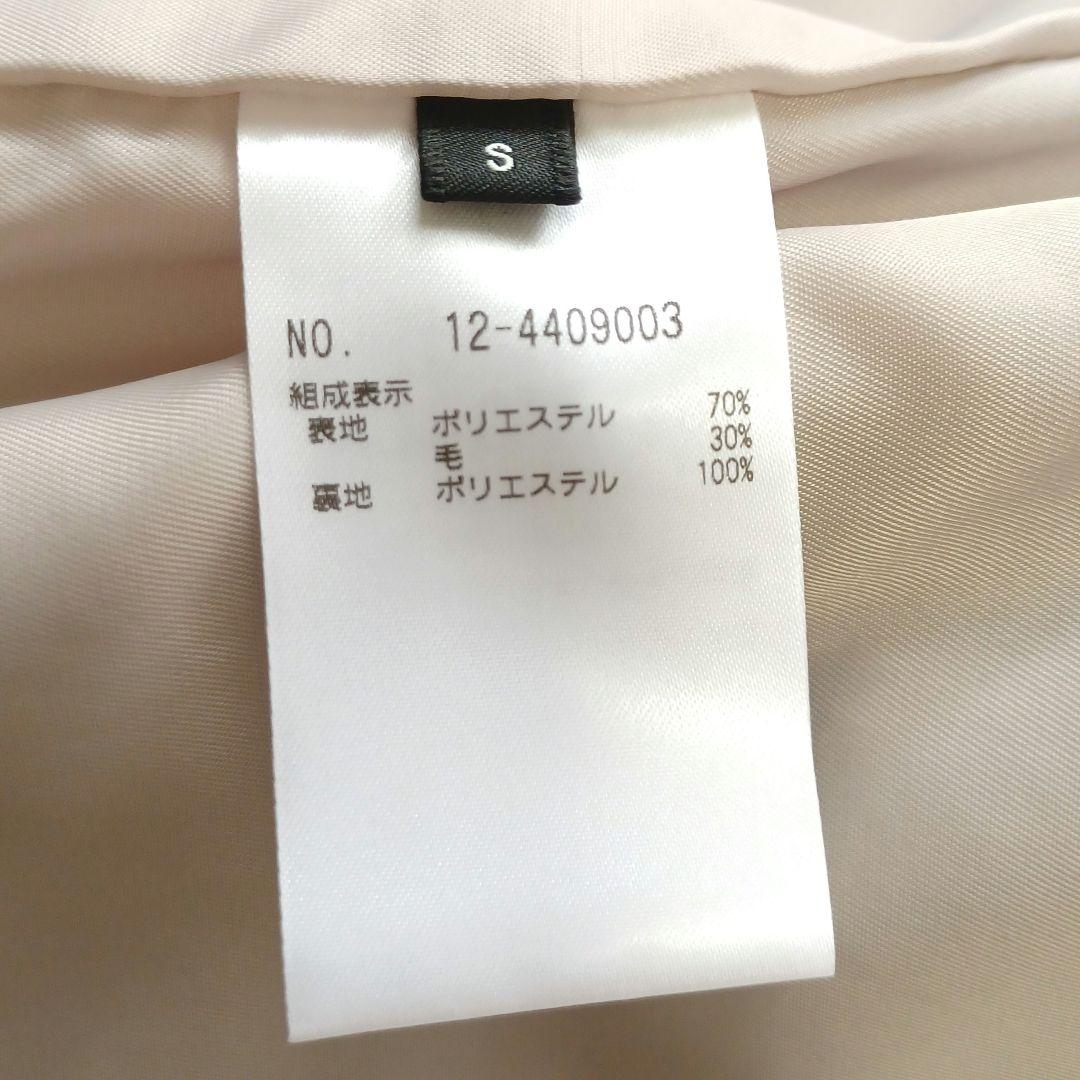 S
NO. 12-4409003
組成表示
表地 ポリエステル 70%
毛 30%
裏地 ポリエステル 100%